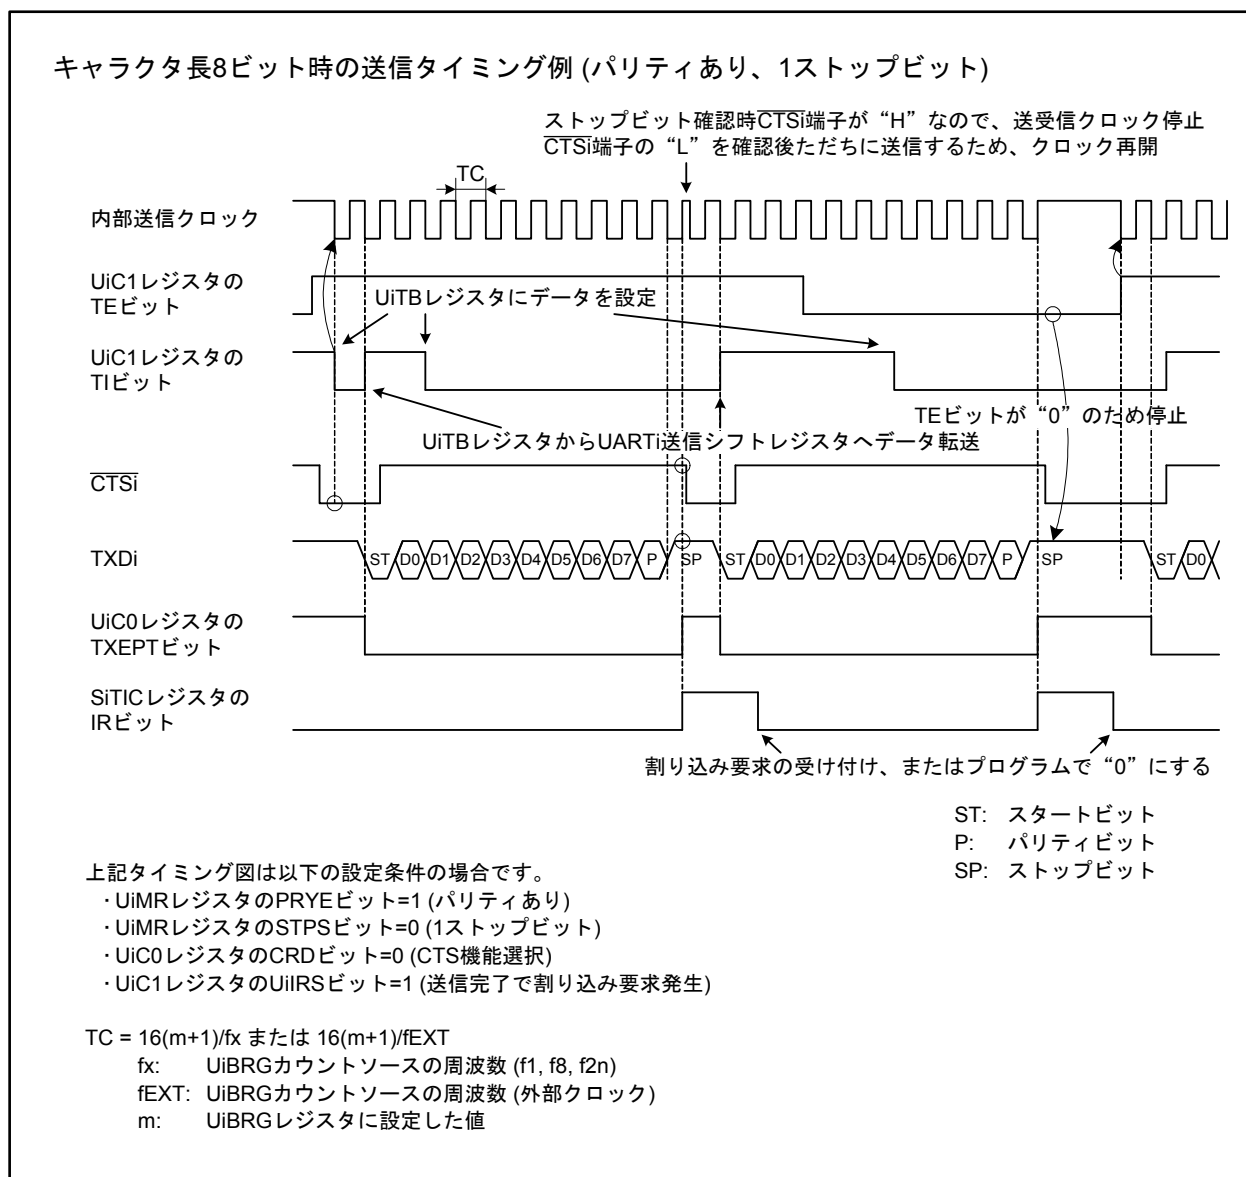 キャラクタ長8ビット時の送信タイミング例 (パリティあり、1ストップビット)
ストップビット確認時CTSi端子が“H”なので、送受信クロック停止
CTSi端子の“L”を確認後ただちに送信するため、クロック再開
TC
内部送信クロック
UiC1レジスタの
TEビット
UiTBレジスタにデータを設定
UiC1レジスタの
TIビット
TEビットが“0”のため停止
UiTBレジスタからUARTi送信シフトレジスタへデータ転送
CTSi
TXDi
ST D0 D1 D2 D3 D4 D5 D6 D7 P SP ST D0 D1 D2 D3 D4 D5 D6 D7 P SP ST D0
UiC0レジスタの
TXEPTビット
SiTICレジスタの
IRビット
割り込み要求の受け付け、またはプログラムで“0”にする
ST: スタートビット
P: パリティビット
SP: ストップビット
上記タイミング図は以下の設定条件の場合です。
・UiMRレジスタのPRYEビット=1 (パリティあり)
・UiMRレジスタのSTPSビット=0 (1ストップビット)
・UiC0レジスタのCRDビット=0 (CTS機能選択)
・UiC1レジスタのUiIRSビット=1 (送信完了で割り込み要求発生)
TC = 16(m+1)/fx または 16(m+1)/fEXT
fx: UiBRGカウントソースの周波数 (f1, f8, f2n)
fEXT: UiBRGカウントソースの周波数 (外部クロック)
m: UiBRGレジスタに設定した値